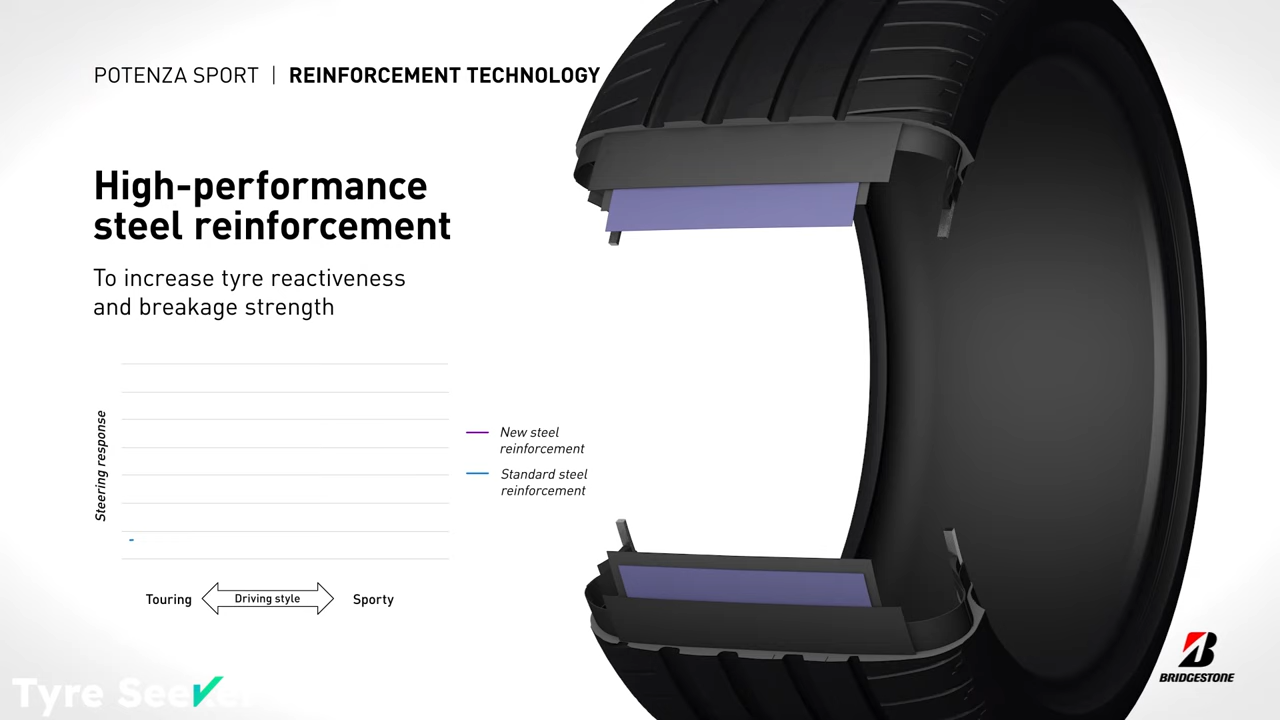 POTENZA SPORT | REINFORCEMENT TECHNOLOGY
High-performance
steel reinforcement
To increase tyre reactiveness
and breakage strength
Steering response
New steel
reinforcement
Standard steel
reinforcement
Touring
Driving style
Sporty
BRIDGESTONE
Tyre Seeker